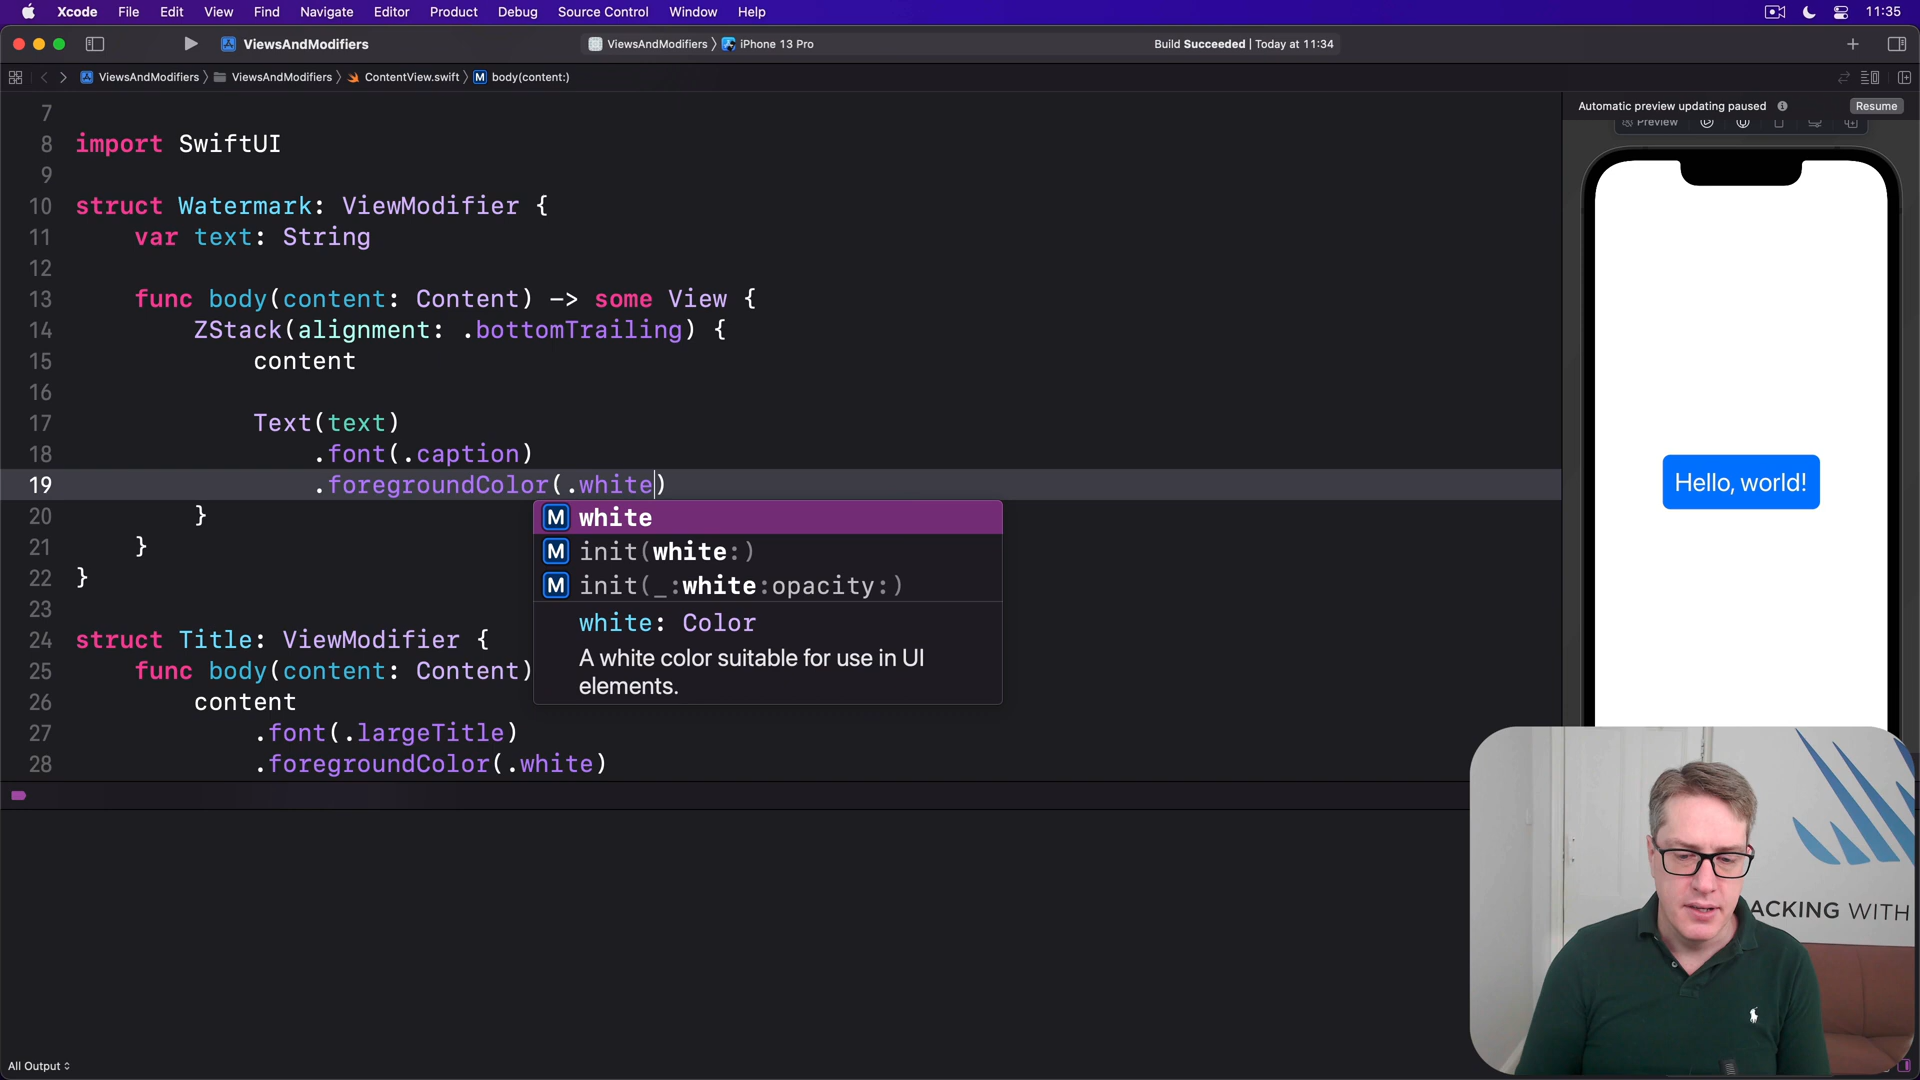 Xcode File Edit View Find Navigate Editor Product Debug Source Control Window Help 11:35
ViewsAndModifiers ViewsAndModifiers iPhone 13 Pro Build Succeeded | Today at 11:34
ViewsAndModifiers ViewsAndModifiers ContentView.swift M body(content:)
Automatic preview updating paused Resume
Preview
7
8 import SwiftUI
9
10 struct Watermark: ViewModifier {
11 var text: String
12
13 func body(content: Content) -> some View {
14 ZStack(alignment: .bottomTrailing) {
15 content
16
17 Text(text)
18 .font(.caption)
19 .foregroundColor(.white)
20 }
21 }
22 }
23
24 struct Title: ViewModifier {
25 func body(content: Content)
26 content
27 .font(.largeTitle)
28 .foregroundColor(.white)
M white
M init(white:)
M init(_:white:opacity:)
white: Color
A white color suitable for use in UI
elements.
Hello, world!
ACKING WITH
All Output